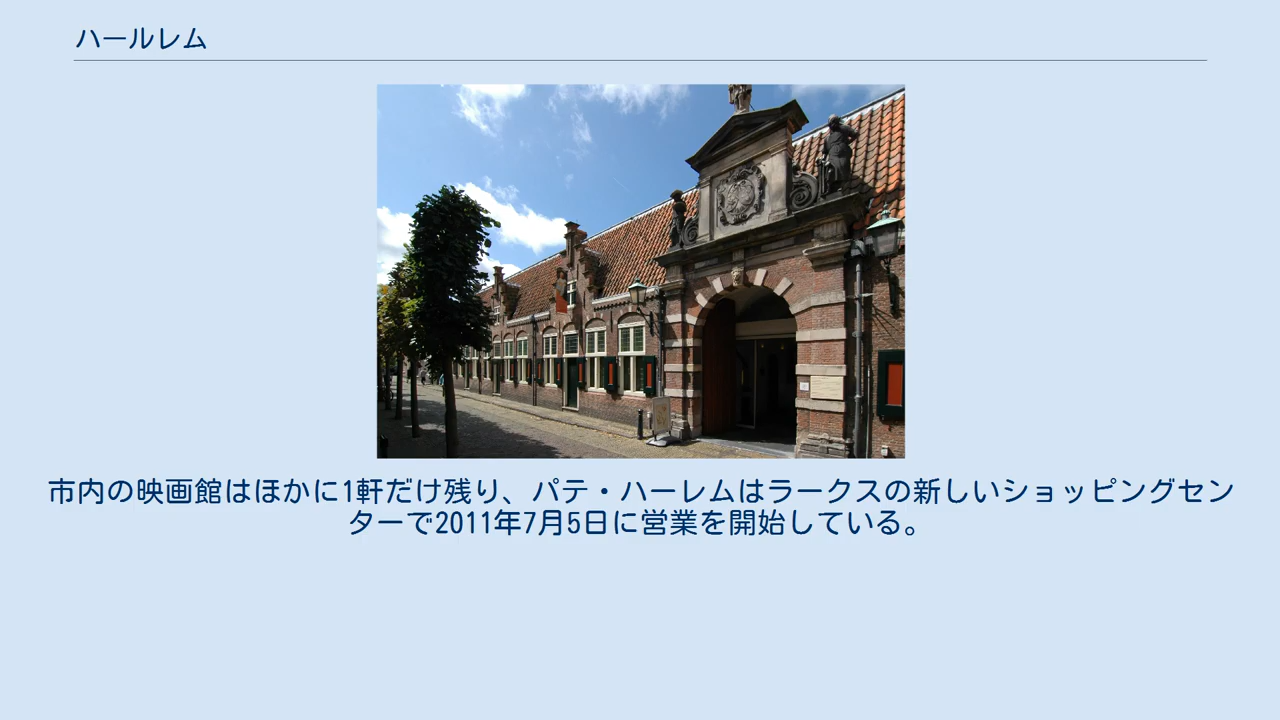 ハールレム
市内の映画館はほかに1軒だけ残り、パテ・ハーレムはラークスの新しいショッピングセン
ターで2011年7月5日に営業を開始している。